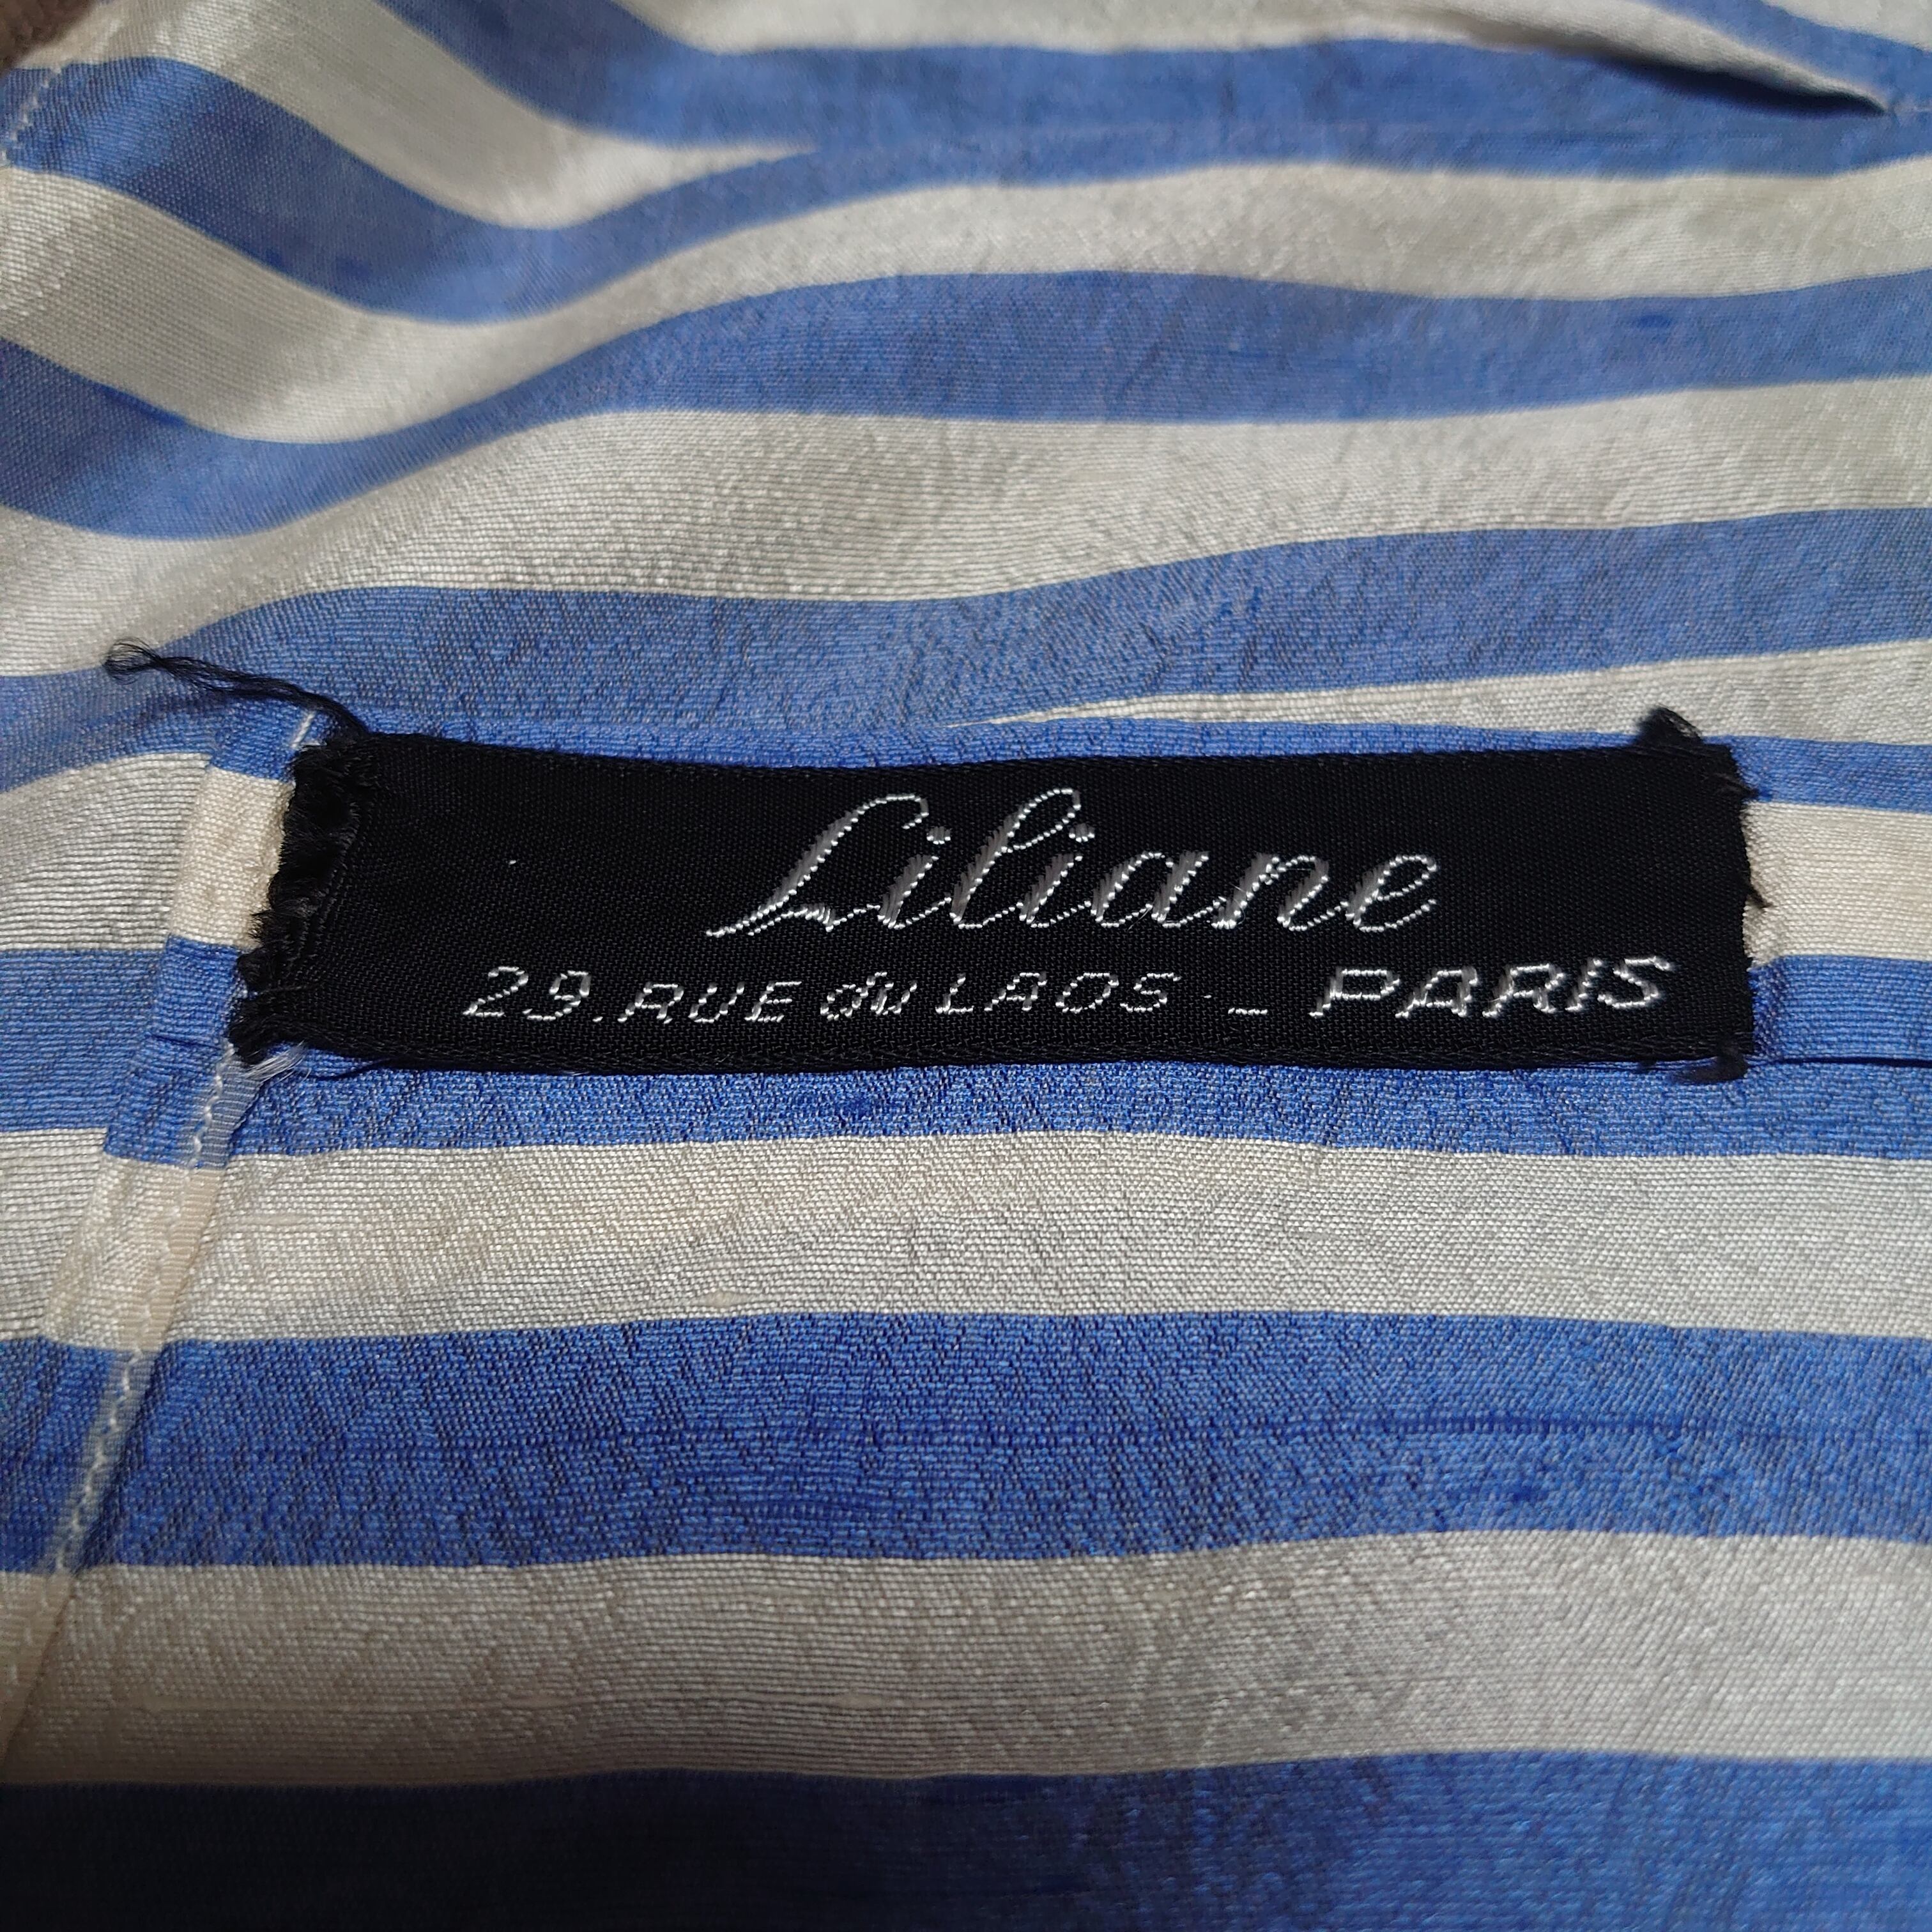 Liliane
29. RUE du LAOS - PARIS